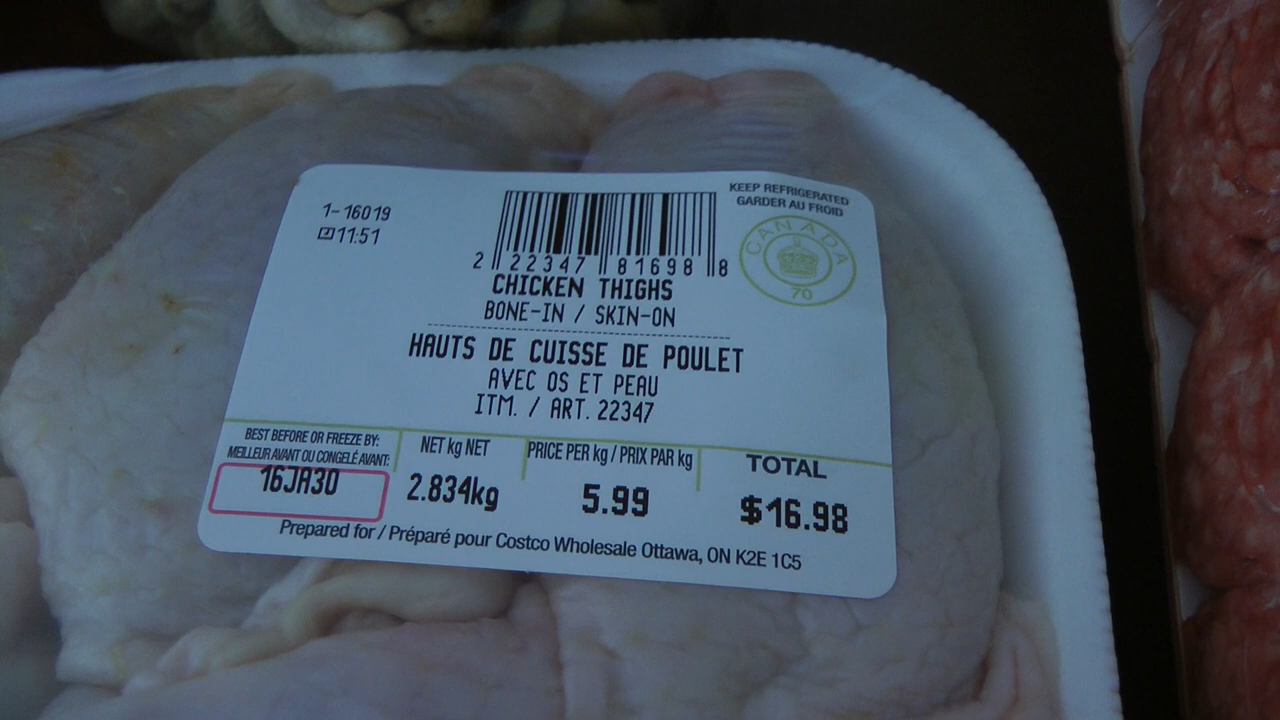 1-16019
11:51
2 22347 81698 8
KEEP REFRIGERATED
GARDER AU FROID
CANADA
70
CHICKEN THIGHS
BONE-IN / SKIN-ON
HAUTS DE CUISSE DE POULET
AVEC OS ET PEAU
ITM. / ART. 22347
BEST BEFORE OR FREEZE BY:
MEILLEUR AVANT OU CONGELÉ AVANT:
16JA30
NET kg NET
2.834kg
PRICE PER kg / PRIX PAR kg
5.99
TOTAL
$16.98
Prepared for / Préparé pour Costco Wholesale Ottawa, ON K2E 1C5